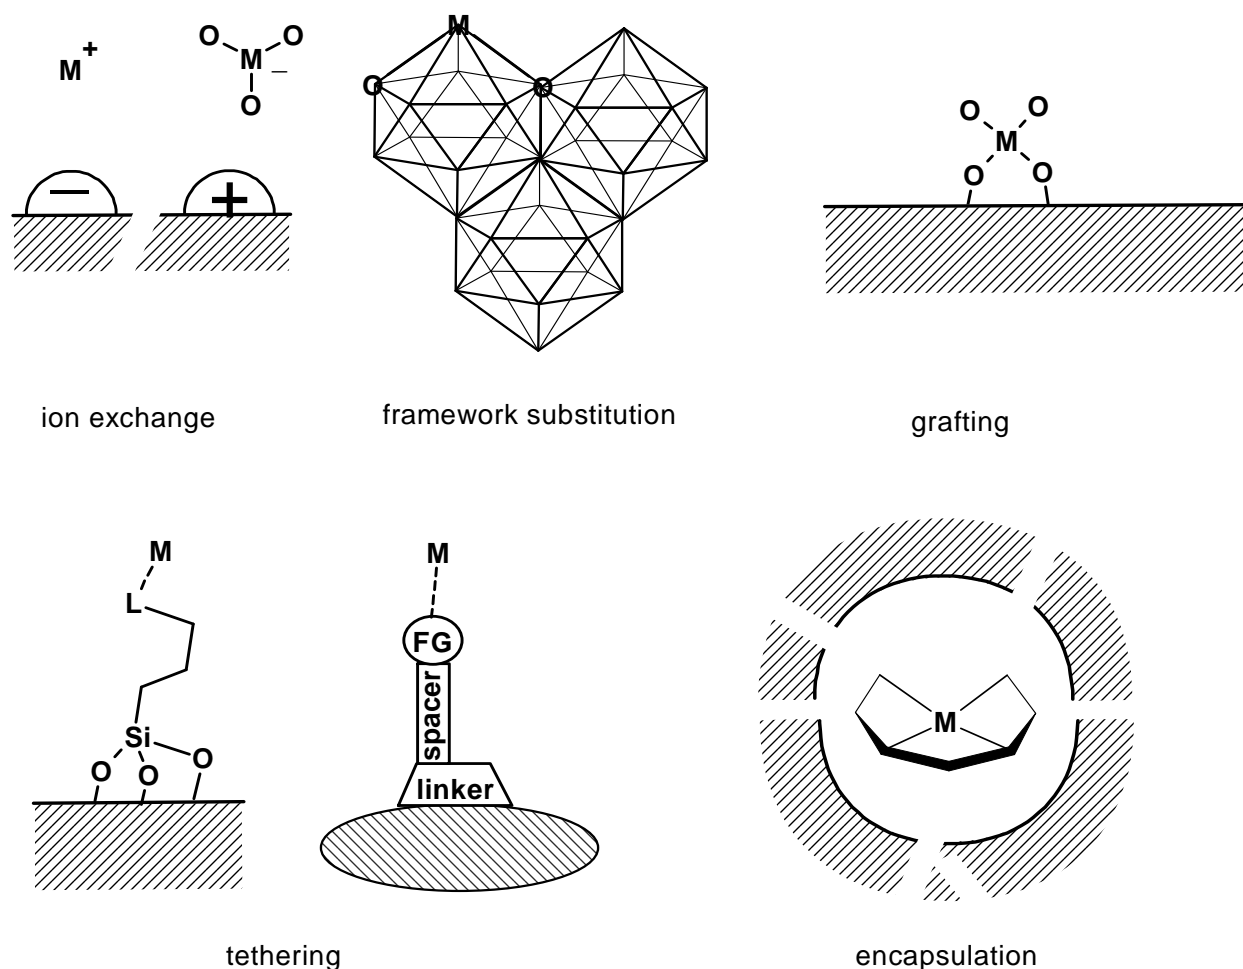 M+
O O
M
−
O
−
+
M
O O
O O
M
O O
ion exchange
framework substitution
grafting
M
L
Si
O O O
M
FG
spacer
linker
M
tethering
encapsulation